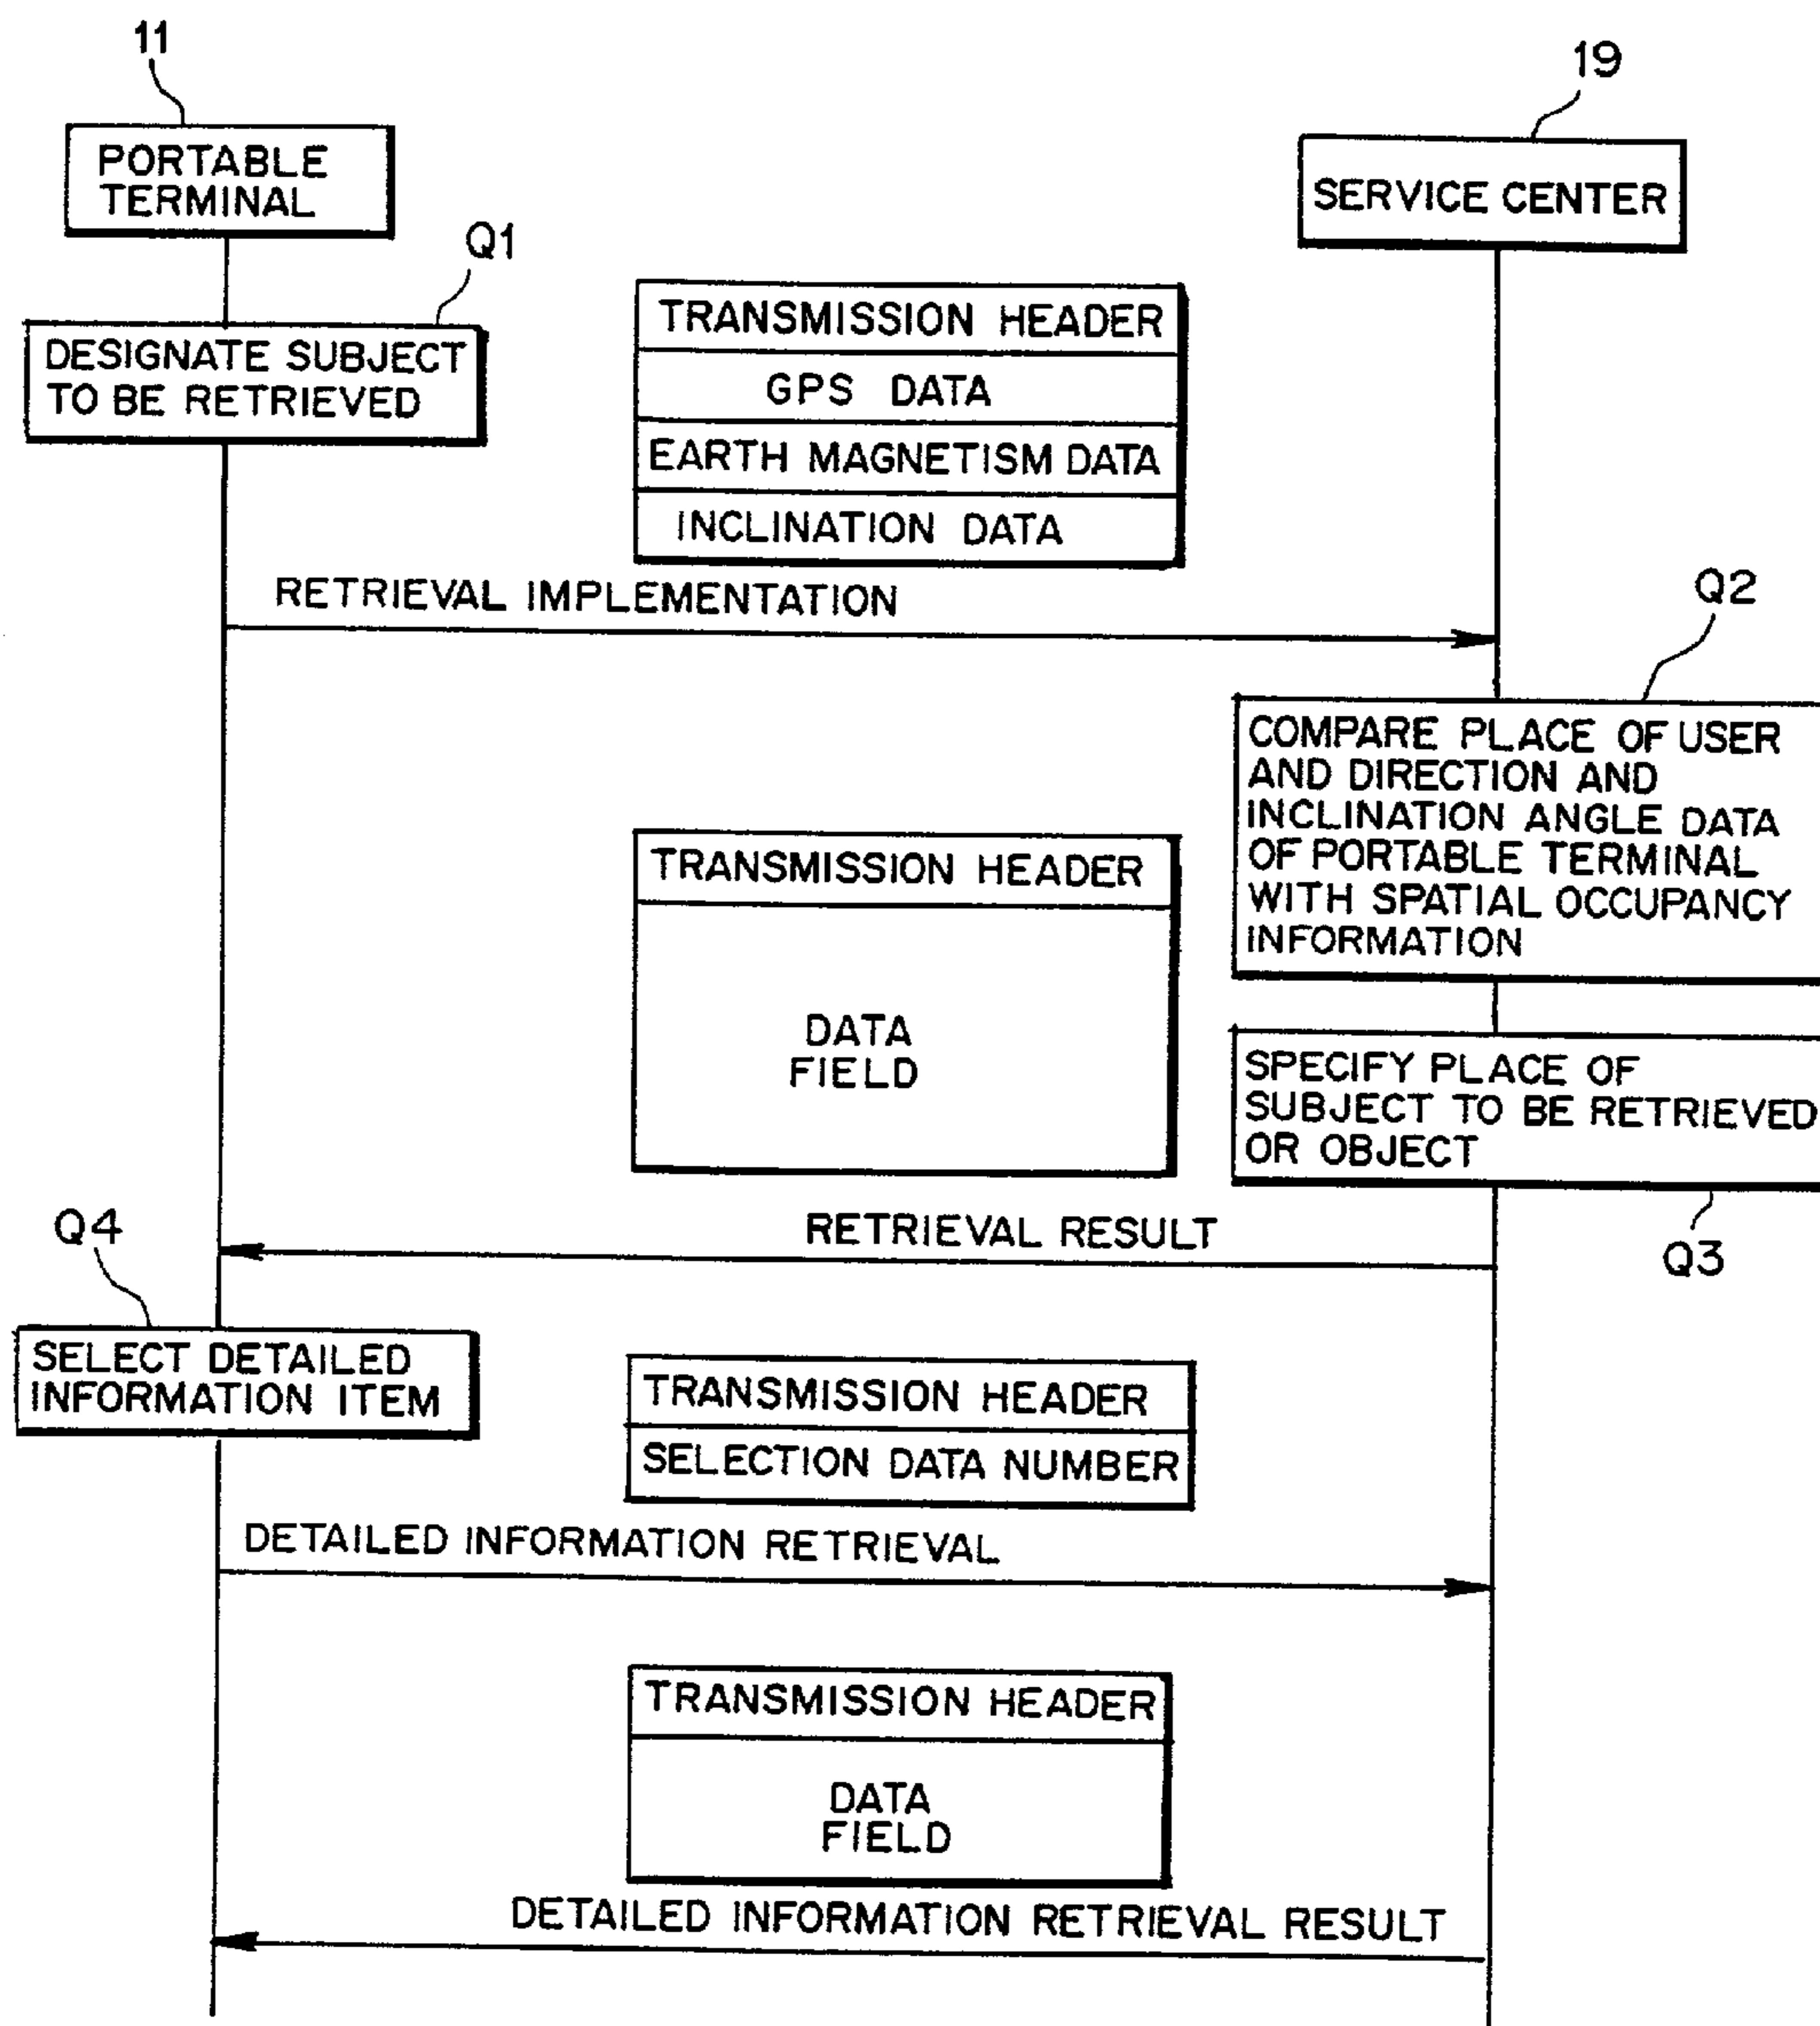 11
19
PORTABLE
TERMINAL
SERVICE CENTER
Q1
DESIGNATE SUBJECT
TO BE RETRIEVED
TRANSMISSION HEADER
GPS DATA
EARTH MAGNETISM DATA
INCLINATION DATA
RETRIEVAL IMPLEMENTATION
Q2
COMPARE PLACE OF USER
AND DIRECTION AND
INCLINATION ANGLE DATA
OF PORTABLE TERMINAL
WITH SPATIAL OCCUPANCY
INFORMATION
TRANSMISSION HEADER
DATA
FIELD
SPECIFY PLACE OF
SUBJECT TO BE RETRIEVED
OR OBJECT
Q3
RETRIEVAL RESULT
Q4
SELECT DETAILED
INFORMATION ITEM
TRANSMISSION HEADER
SELECTION DATA NUMBER
DETAILED INFORMATION RETRIEVAL
TRANSMISSION HEADER
DATA
FIELD
DETAILED INFORMATION RETRIEVAL RESULT